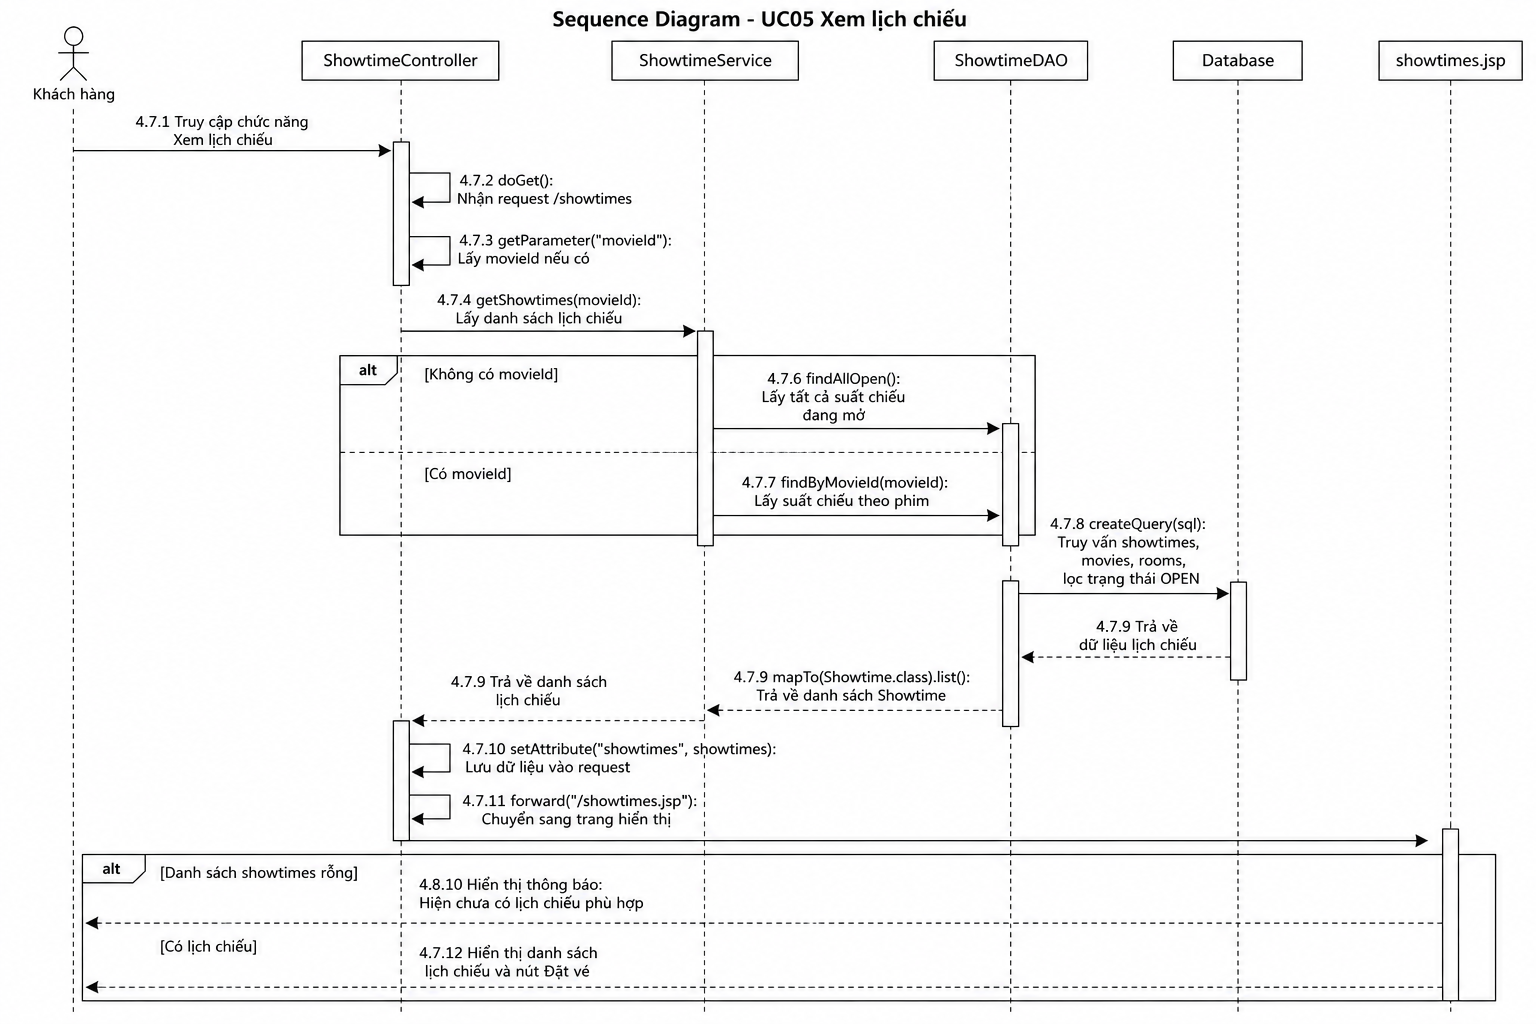 Sequence Diagram - UC05 Xem lịch chiếu
Khách hàng
ShowtimeController
ShowtimeService
ShowtimeDAO
Database
showtimes.jsp
4.7.1 Truy cập chức năng
Xem lịch chiếu
4.7.2 doGet():
Nhận request /showtimes
4.7.3 getParameter("movieId"):
Lấy movieId nếu có
4.7.4 getShowtimes(movieId):
Lấy danh sách lịch chiếu
alt
[Không có movieId]
4.7.6 findAllOpen():
Lấy tất cả suất chiếu
đang mở
[Có movieId]
4.7.7 findByMovieId(movieId):
Lấy suất chiếu theo phim
4.7.8 createQuery(sql):
Truy vấn showtimes,
movies, rooms,
lọc trạng thái OPEN
4.7.9 Trả về
dữ liệu lịch chiếu
4.7.9 mapTo(Showtime.class).list():
Trả về danh sách Showtime
4.7.9 Trả về danh sách
lịch chiếu
4.7.10 setAttribute("showtimes", showtimes):
Lưu dữ liệu vào request
4.7.11 forward("/showtimes.jsp"):
Chuyển sang trang hiển thị
alt
[Danh sách showtimes rỗng]
4.8.10 Hiển thị thông báo:
Hiện chưa có lịch chiếu phù hợp
[Có lịch chiếu]
4.7.12 Hiển thị danh sách
lịch chiếu và nút Đặt vé